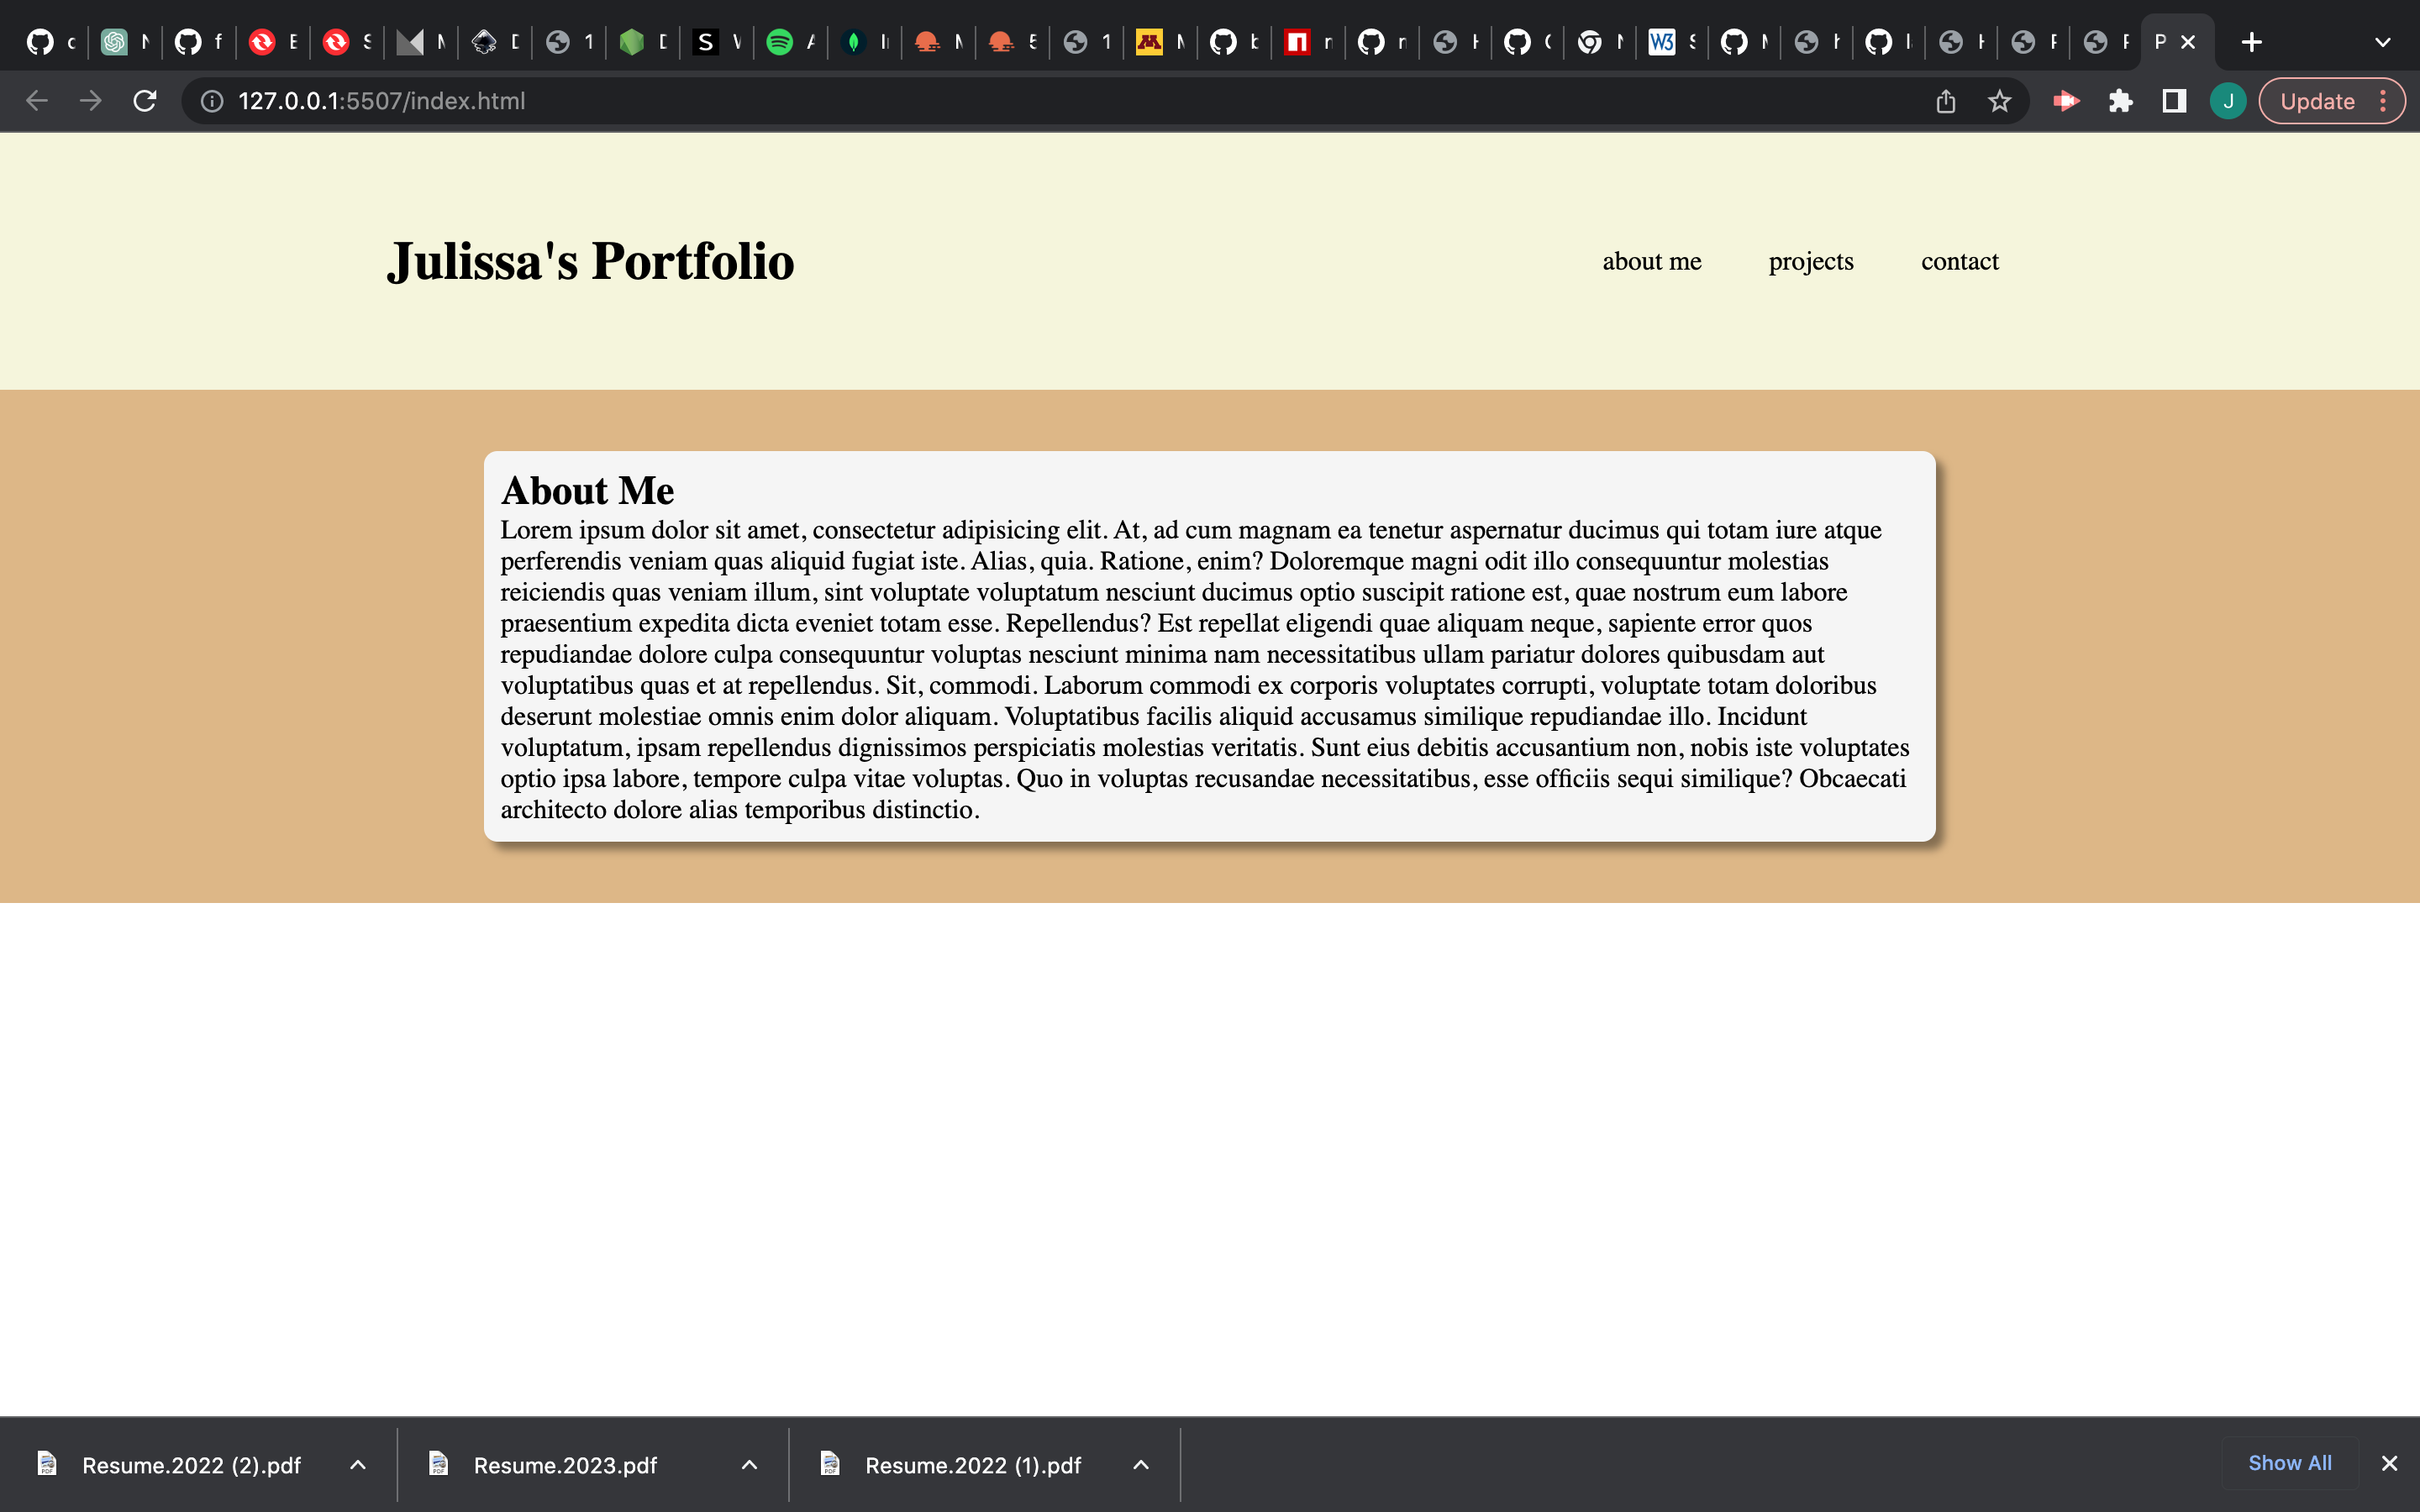 127.0.0.1:5507/index.html
Update
J
Julissa's Portfolio
about me projects contact
About Me
Lorem ipsum dolor sit amet, consectetur adipisicing elit. At, ad cum magnam ea tenetur aspernatur ducimus qui totam iure atque
perferendis veniam quas aliquid fugiat iste. Alias, quia. Ratione, enim? Doloremque magni odit illo consequuntur molestias
reiciendis quas veniam illum, sint voluptate voluptatum nesciunt ducimus optio suscipit ratione est, quae nostrum eum labore
praesentium expedita dicta eveniet totam esse. Repellendus? Est repellat eligendi quae aliquam neque, sapiente error quos
repudiandae dolore culpa consequuntur voluptas nesciunt minima nam necessitatibus ullam pariatur dolores quibusdam aut
voluptatibus quas et at repellendus. Sit, commodi. Laborum commodi ex corporis voluptates corrupti, voluptate totam doloribus
deserunt molestiae omnis enim dolor aliquam. Voluptatibus facilis aliquid accusamus similique repudiandae illo. Incidunt
voluptatum, ipsam repellendus dignissimos perspiciatis molestias veritatis. Sunt eius debitis accusantium non, nobis iste voluptates
optio ipsa labore, tempore culpa vitae voluptas. Quo in voluptas recusandae necessitatibus, esse officiis sequi similique? Obcaecati
architecto dolore alias temporibus distinctio.
Resume.2022 (2).pdf
Resume.2023.pdf
Resume.2022 (1).pdf
Show All